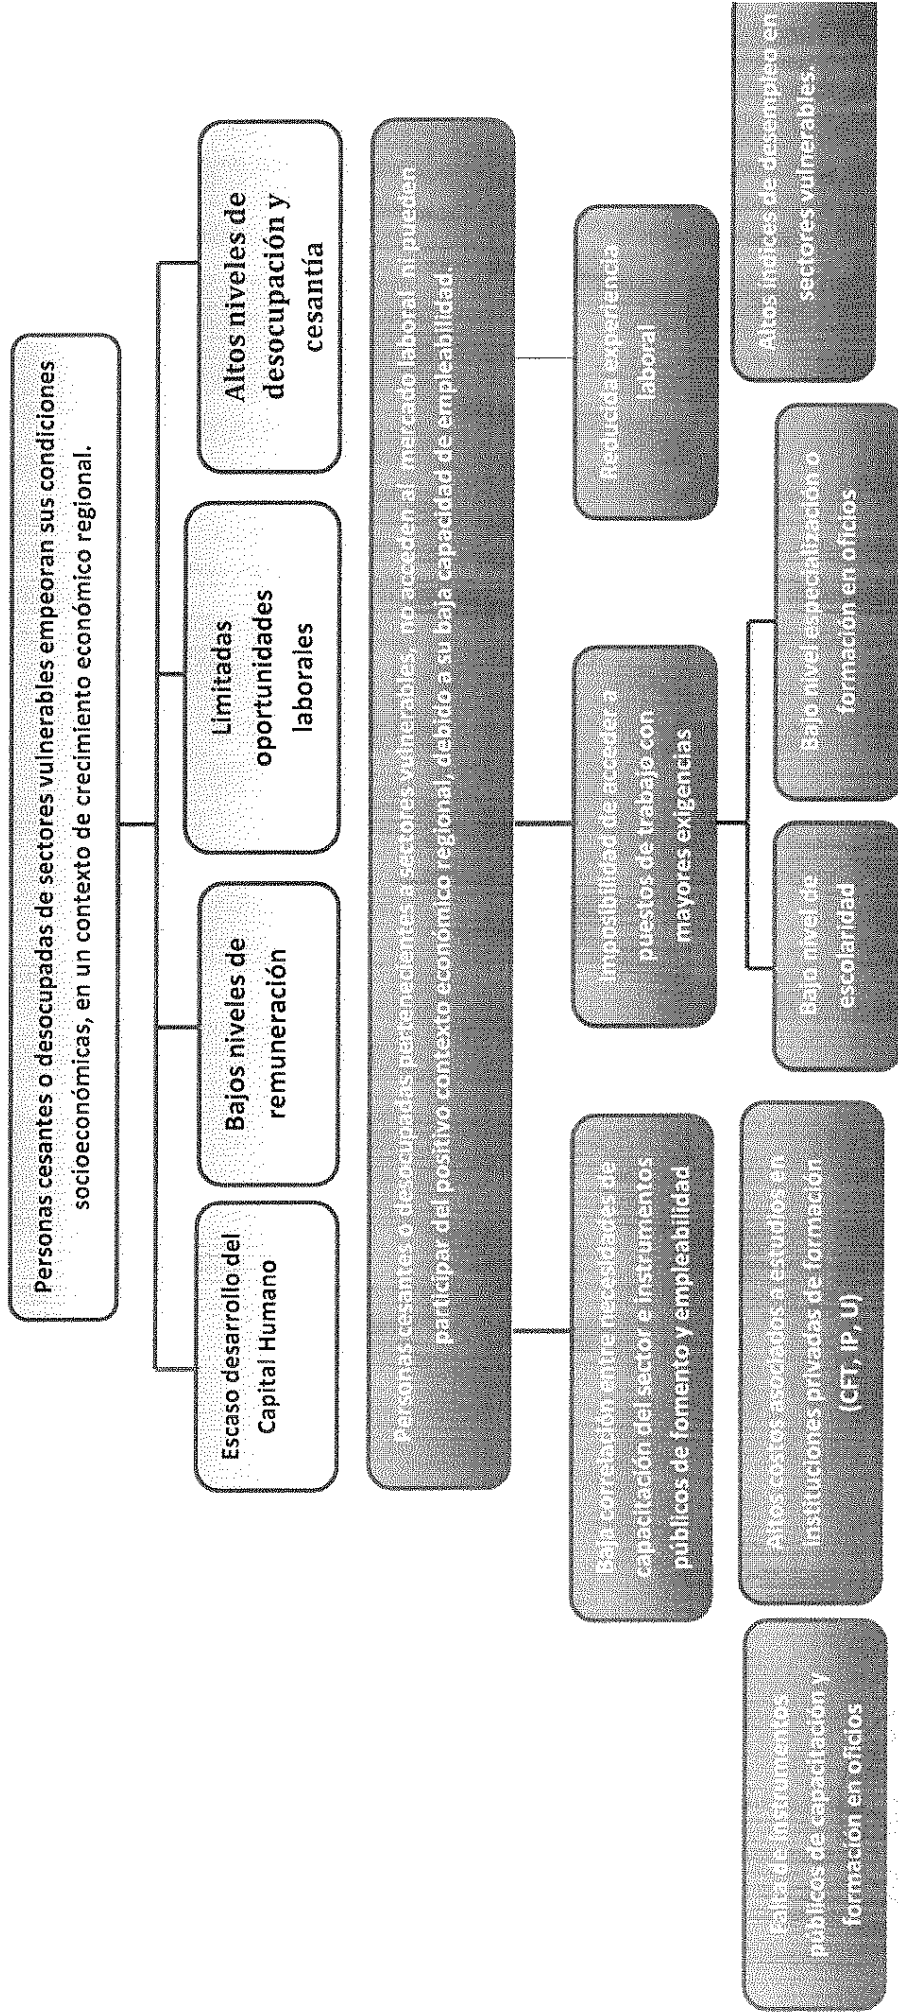 Personas cesantes o desocupadas de sectores vulnerables empeoran sus condiciones
socioeconómicas, en un contexto de crecimiento económico regional.
Escaso desarrollo del
Capital Humano
Bajos niveles de
remuneración
Limitadas
oportunidades
laborales
Altos niveles de
desocupación y
cesantía
Personas cesantes o desocupadas pertenecientes a sectores vulnerables, no acceden al mercado laboral ni pueden
participar del positivo contexto económico regional, debido a su baja capacidad de empleabilidad.
Baja correlación entre necesidades de
capacitación del sector e instrumentos
públicos de fomento y empleabilidad
Imposibilidad de acceder a
puestos de trabajo con
mayores exigencias
Reducida experiencia
laboral
Falta de instrumentos
públicos de capacitación y
formación en oficios
Altos costos asociados a estudios en
instituciones privadas de formación
(CFT, IP, U)
Bajo nivel de
escolaridad
Bajo nivel especialización o
formación en oficios
Altos índices de desempleo en
sectores vulnerables.